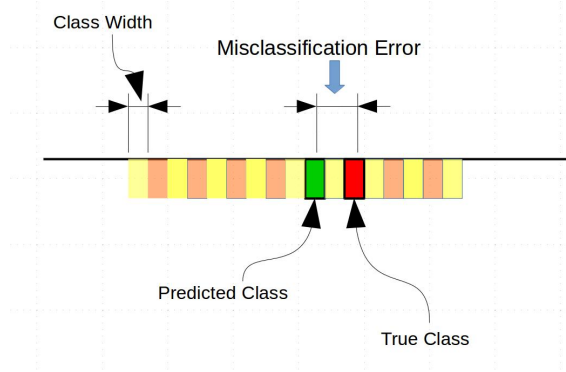 Class Width
Misclassification Error
Predicted Class
True Class